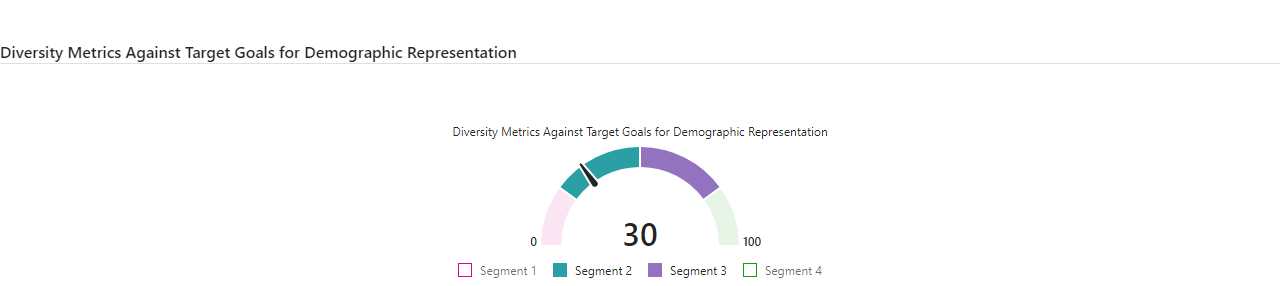 Diversity Metrics Against Target Goals for Demographic Representation
Diversity Metrics Against Target Goals for Demographic Representation
30
0 100
Segment 1 Segment 2 Segment 3 Segment 4